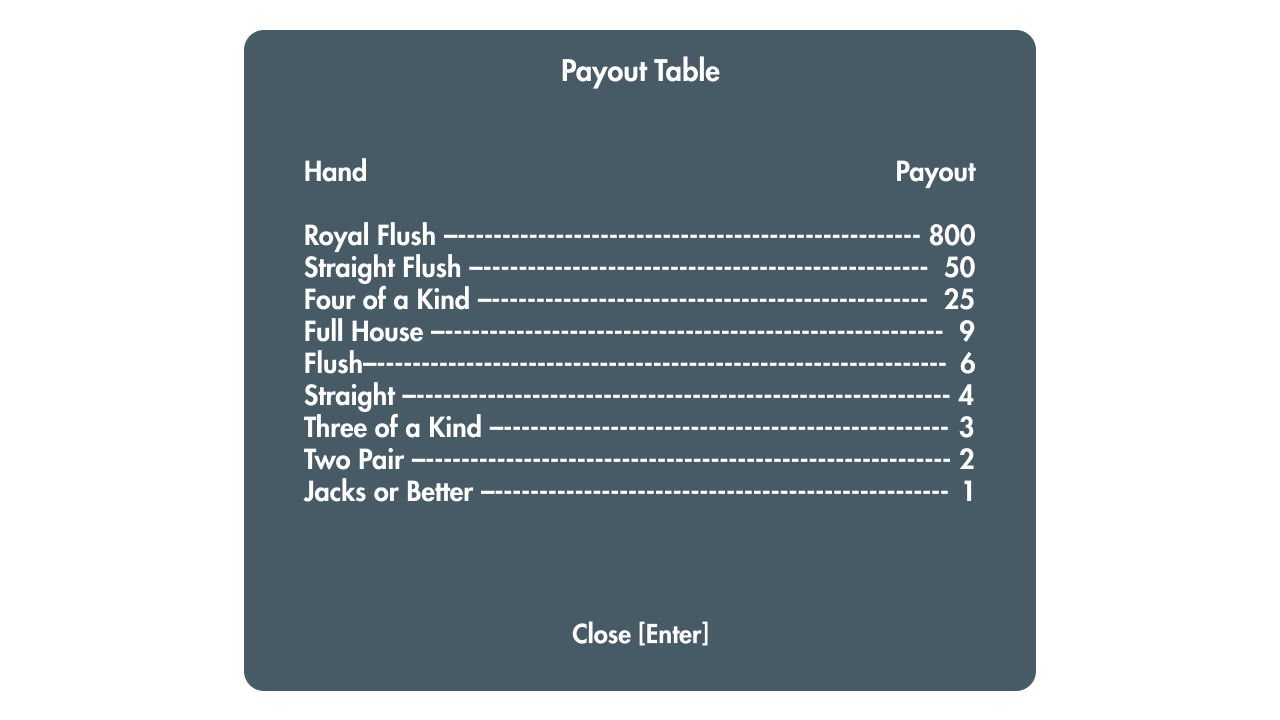 Payout Table
Hand Payout
Royal Flush –---------------------------------------------------- 800
Straight Flush –-------------------------------------------------- 50
Four of a Kind –------------------------------------------------- 25
Full House –-------------------------------------------------------- 9
Flush–--------------------------------------------------------------- 6
Straight –----------------------------------------------------------- 4
Three of a Kind –-------------------------------------------------- 3
Two Pair –----------------------------------------------------------- 2
Jacks or Better –--------------------------------------------------- 1
Close [Enter]